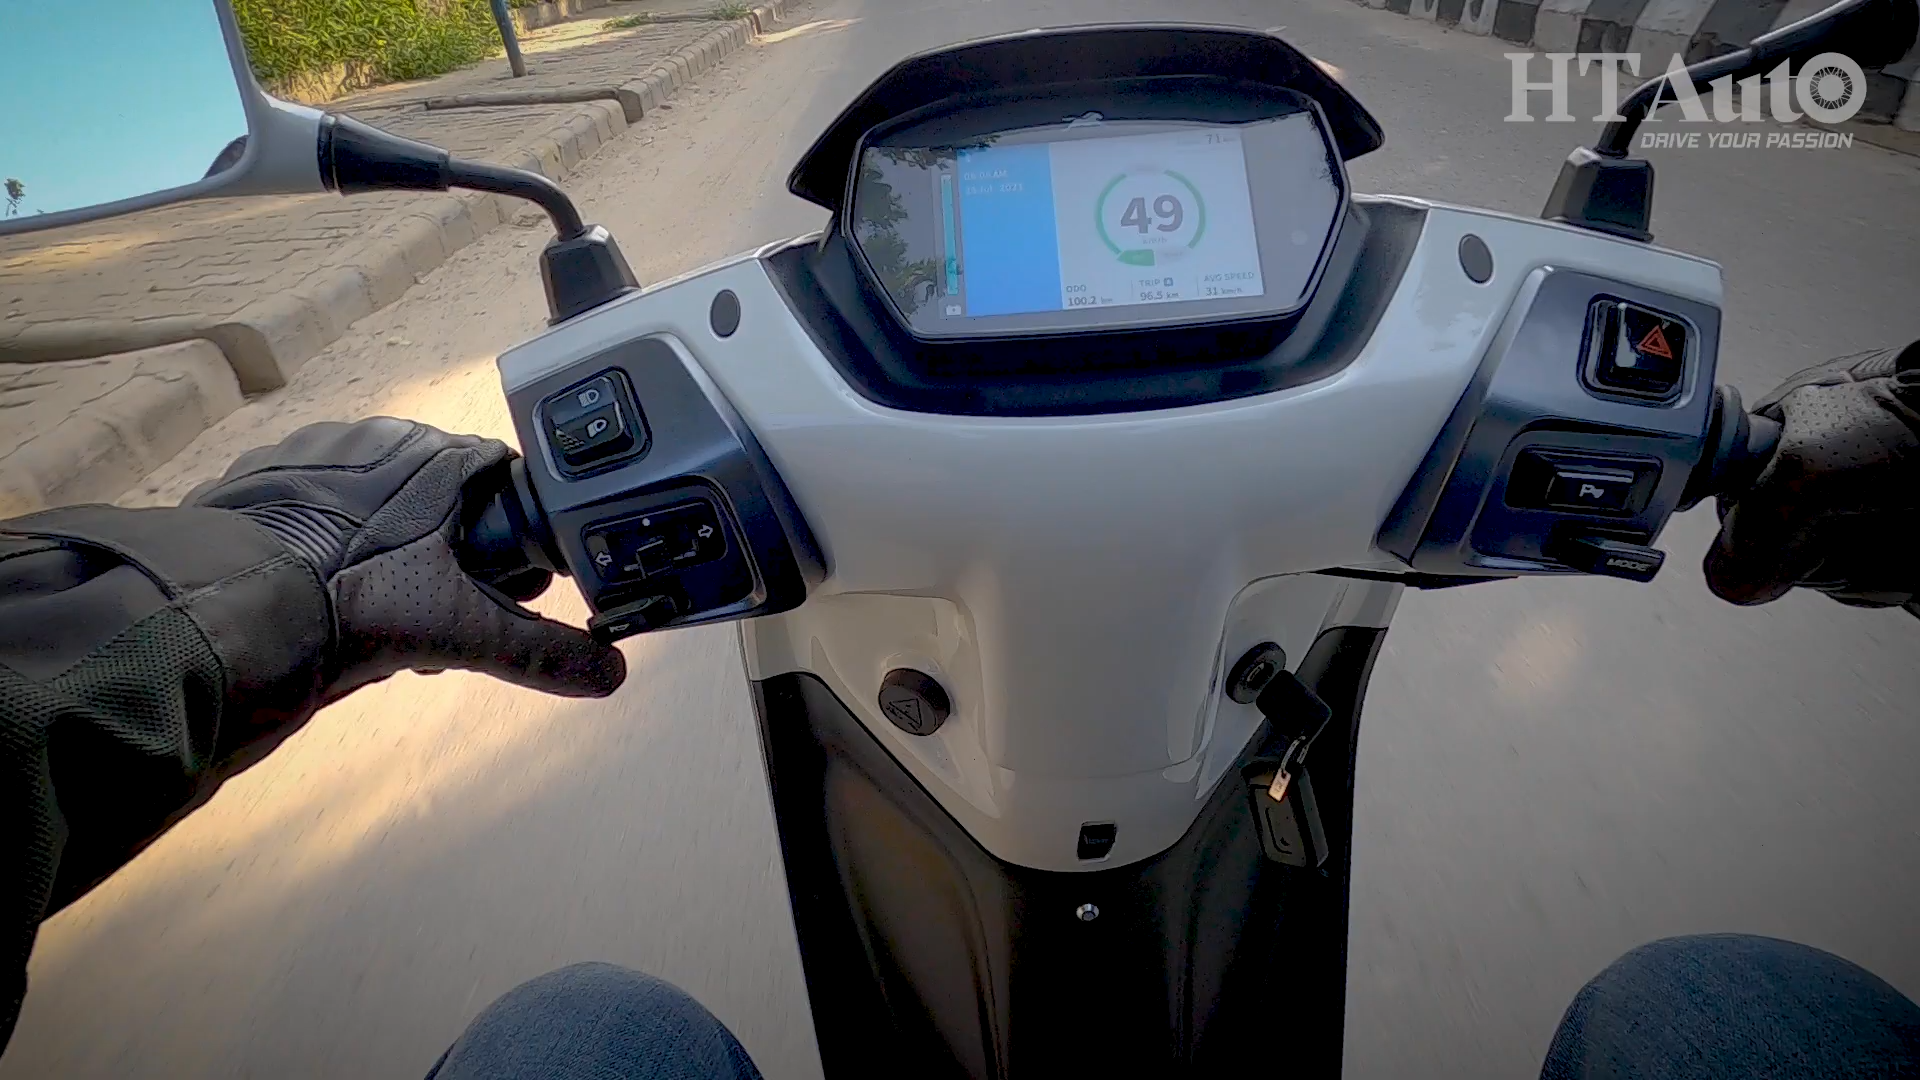 HTAuto
DRIVE YOUR PASSION
71
49
km/h
ODO
100.2 km
TRIP A
96.5 km
AVG SPEED
31 km/h
MODE